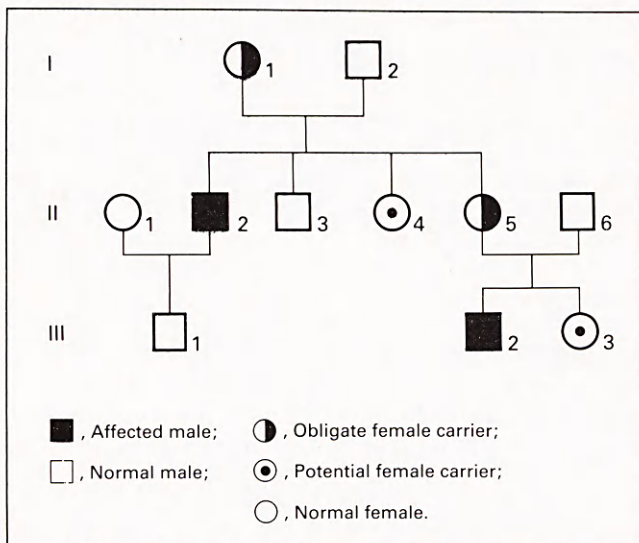 I
1
2
II
1
2
3
4
5
6
III
1
2
3
, Affected male;
, Obligate female carrier;
, Normal male;
, Potential female carrier;
, Normal female.